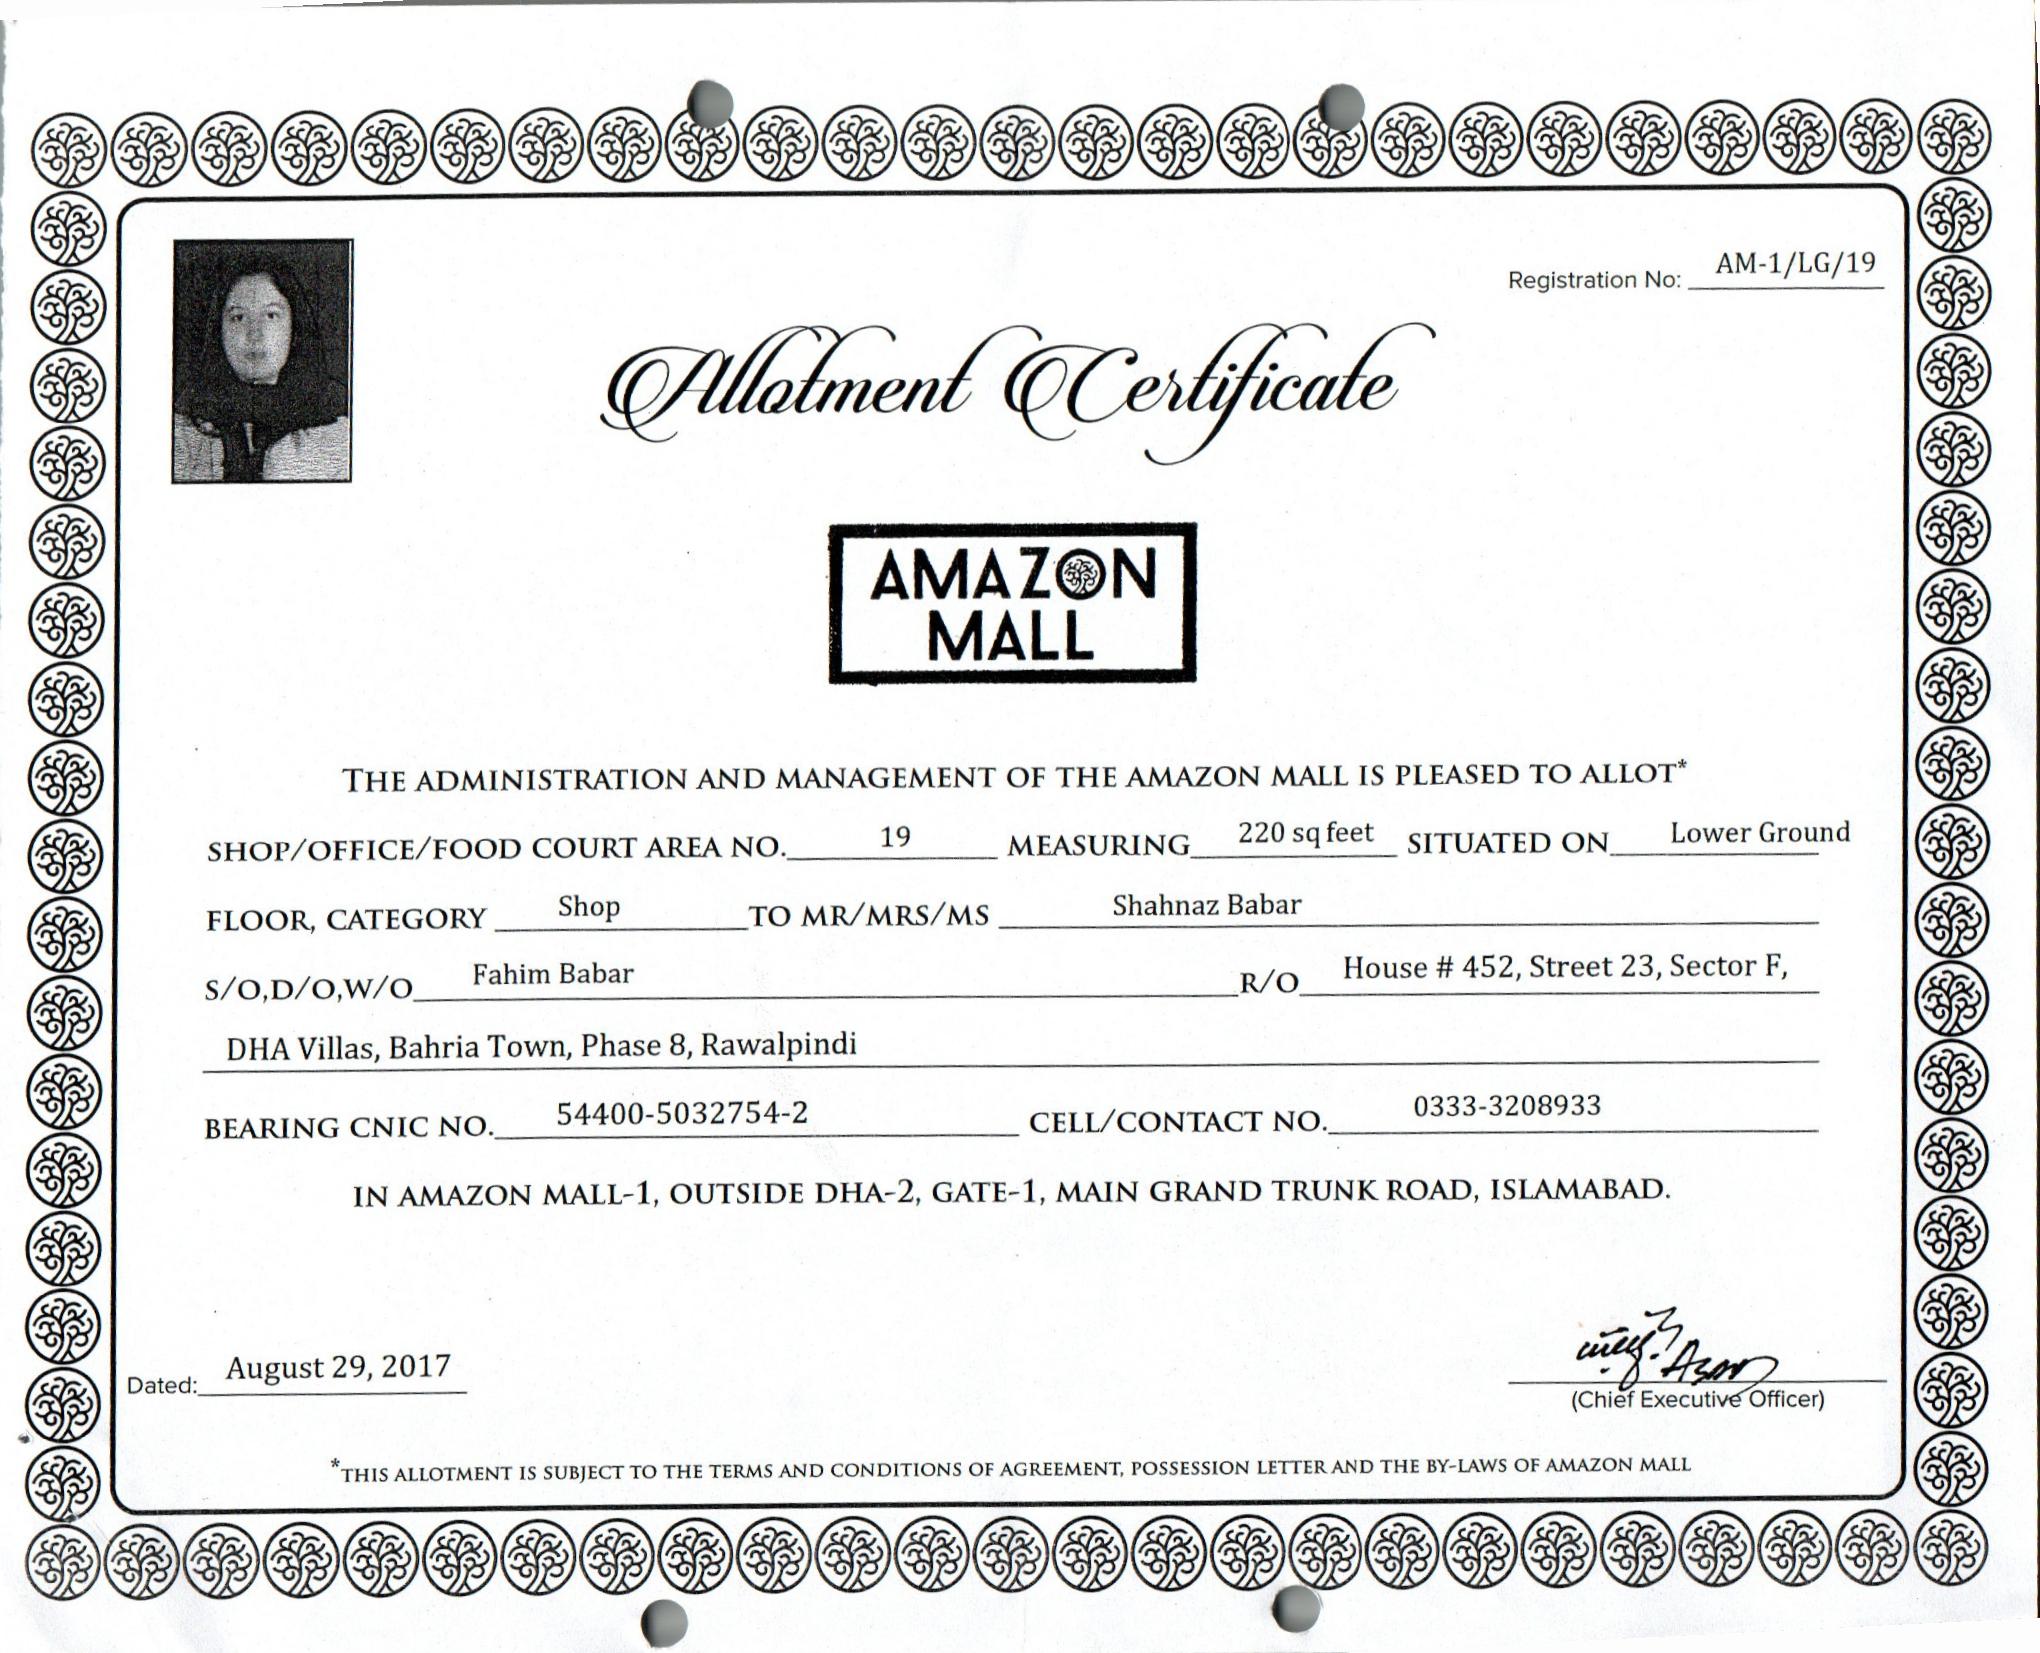 Registration No: AM-1/LG/19
Allotment Certificate
AMAZON
MALL
THE ADMINISTRATION AND MANAGEMENT OF THE AMAZON MALL IS PLEASED TO ALLOT*
SHOP/OFFICE/FOOD COURT AREA NO. 19 MEASURING 220 sq feet SITUATED ON Lower Ground
FLOOR, CATEGORY Shop TO MR/MRS/MS Shahnaz Babar
S/O,D/O,W/O Fahim Babar R/O House # 452, Street 23, Sector F,
DHA Villas, Bahria Town, Phase 8, Rawalpindi
BEARING CNIC NO. 54400-5032754-2 CELL/CONTACT NO. 0333-3208933
IN AMAZON MALL-1, OUTSIDE DHA-2, GATE-1, MAIN GRAND TRUNK ROAD, ISLAMABAD.
Dated: August 29, 2017
(Chief Executive Officer)
*THIS ALLOTMENT IS SUBJECT TO THE TERMS AND CONDITIONS OF AGREEMENT, POSSESSION LETTER AND THE BY-LAWS OF AMAZON MALL